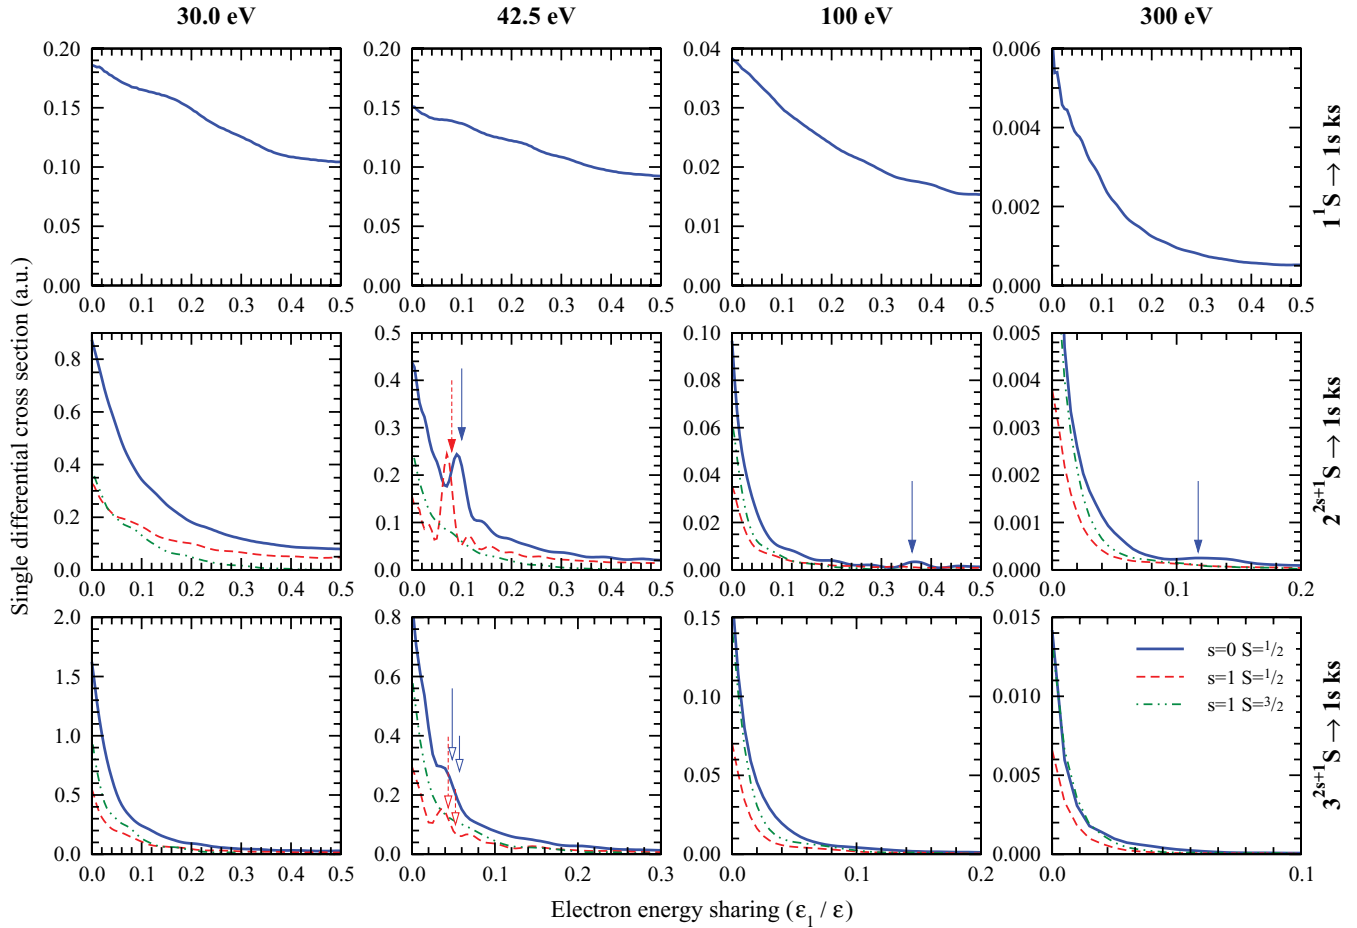 30.0 eV 42.5 eV 100 eV 300 eV
0.20 0.20 0.04 0.006
0.15 0.15 0.03 0.004
0.10 0.10 0.02
0.05 0.05 0.01 0.002
0.00 0.00 0.00 0.000
0.0 0.1 0.2 0.3 0.4 0.5 0.0 0.1 0.2 0.3 0.4 0.5 0.0 0.1 0.2 0.3 0.4 0.5 0.0 0.1 0.2 0.3 0.4 0.5
1¹S → 1s ks
Single differential cross section (a.u.)
0.8 0.5 0.10 0.005
0.6 0.4 0.08 0.004
0.4 0.3 0.06 0.003
0.2 0.2 0.04 0.002
0.1 0.02 0.001
0.0 0.0 0.00 0.000
0.0 0.1 0.2 0.3 0.4 0.5 0.0 0.1 0.2 0.3 0.4 0.5 0.0 0.1 0.2 0.3 0.4 0.5 0.0 0.1 0.2
2²ˢ⁺¹S → 1s ks
2.0 0.8 0.15 0.015
1.5 0.6 0.10 0.010
1.0 0.4
0.5 0.2 0.05 0.005
0.0 0.0 0.00 0.000
s=0 S=1/2
s=1 S=1/2
s=1 S=3/2
0.0 0.1 0.2 0.3 0.4 0.5 0.0 0.1 0.2 0.3 0.0 0.1 0.2 0.0 0.1
3²ˢ⁺¹S → 1s ks
Electron energy sharing (ε₁ / ε)